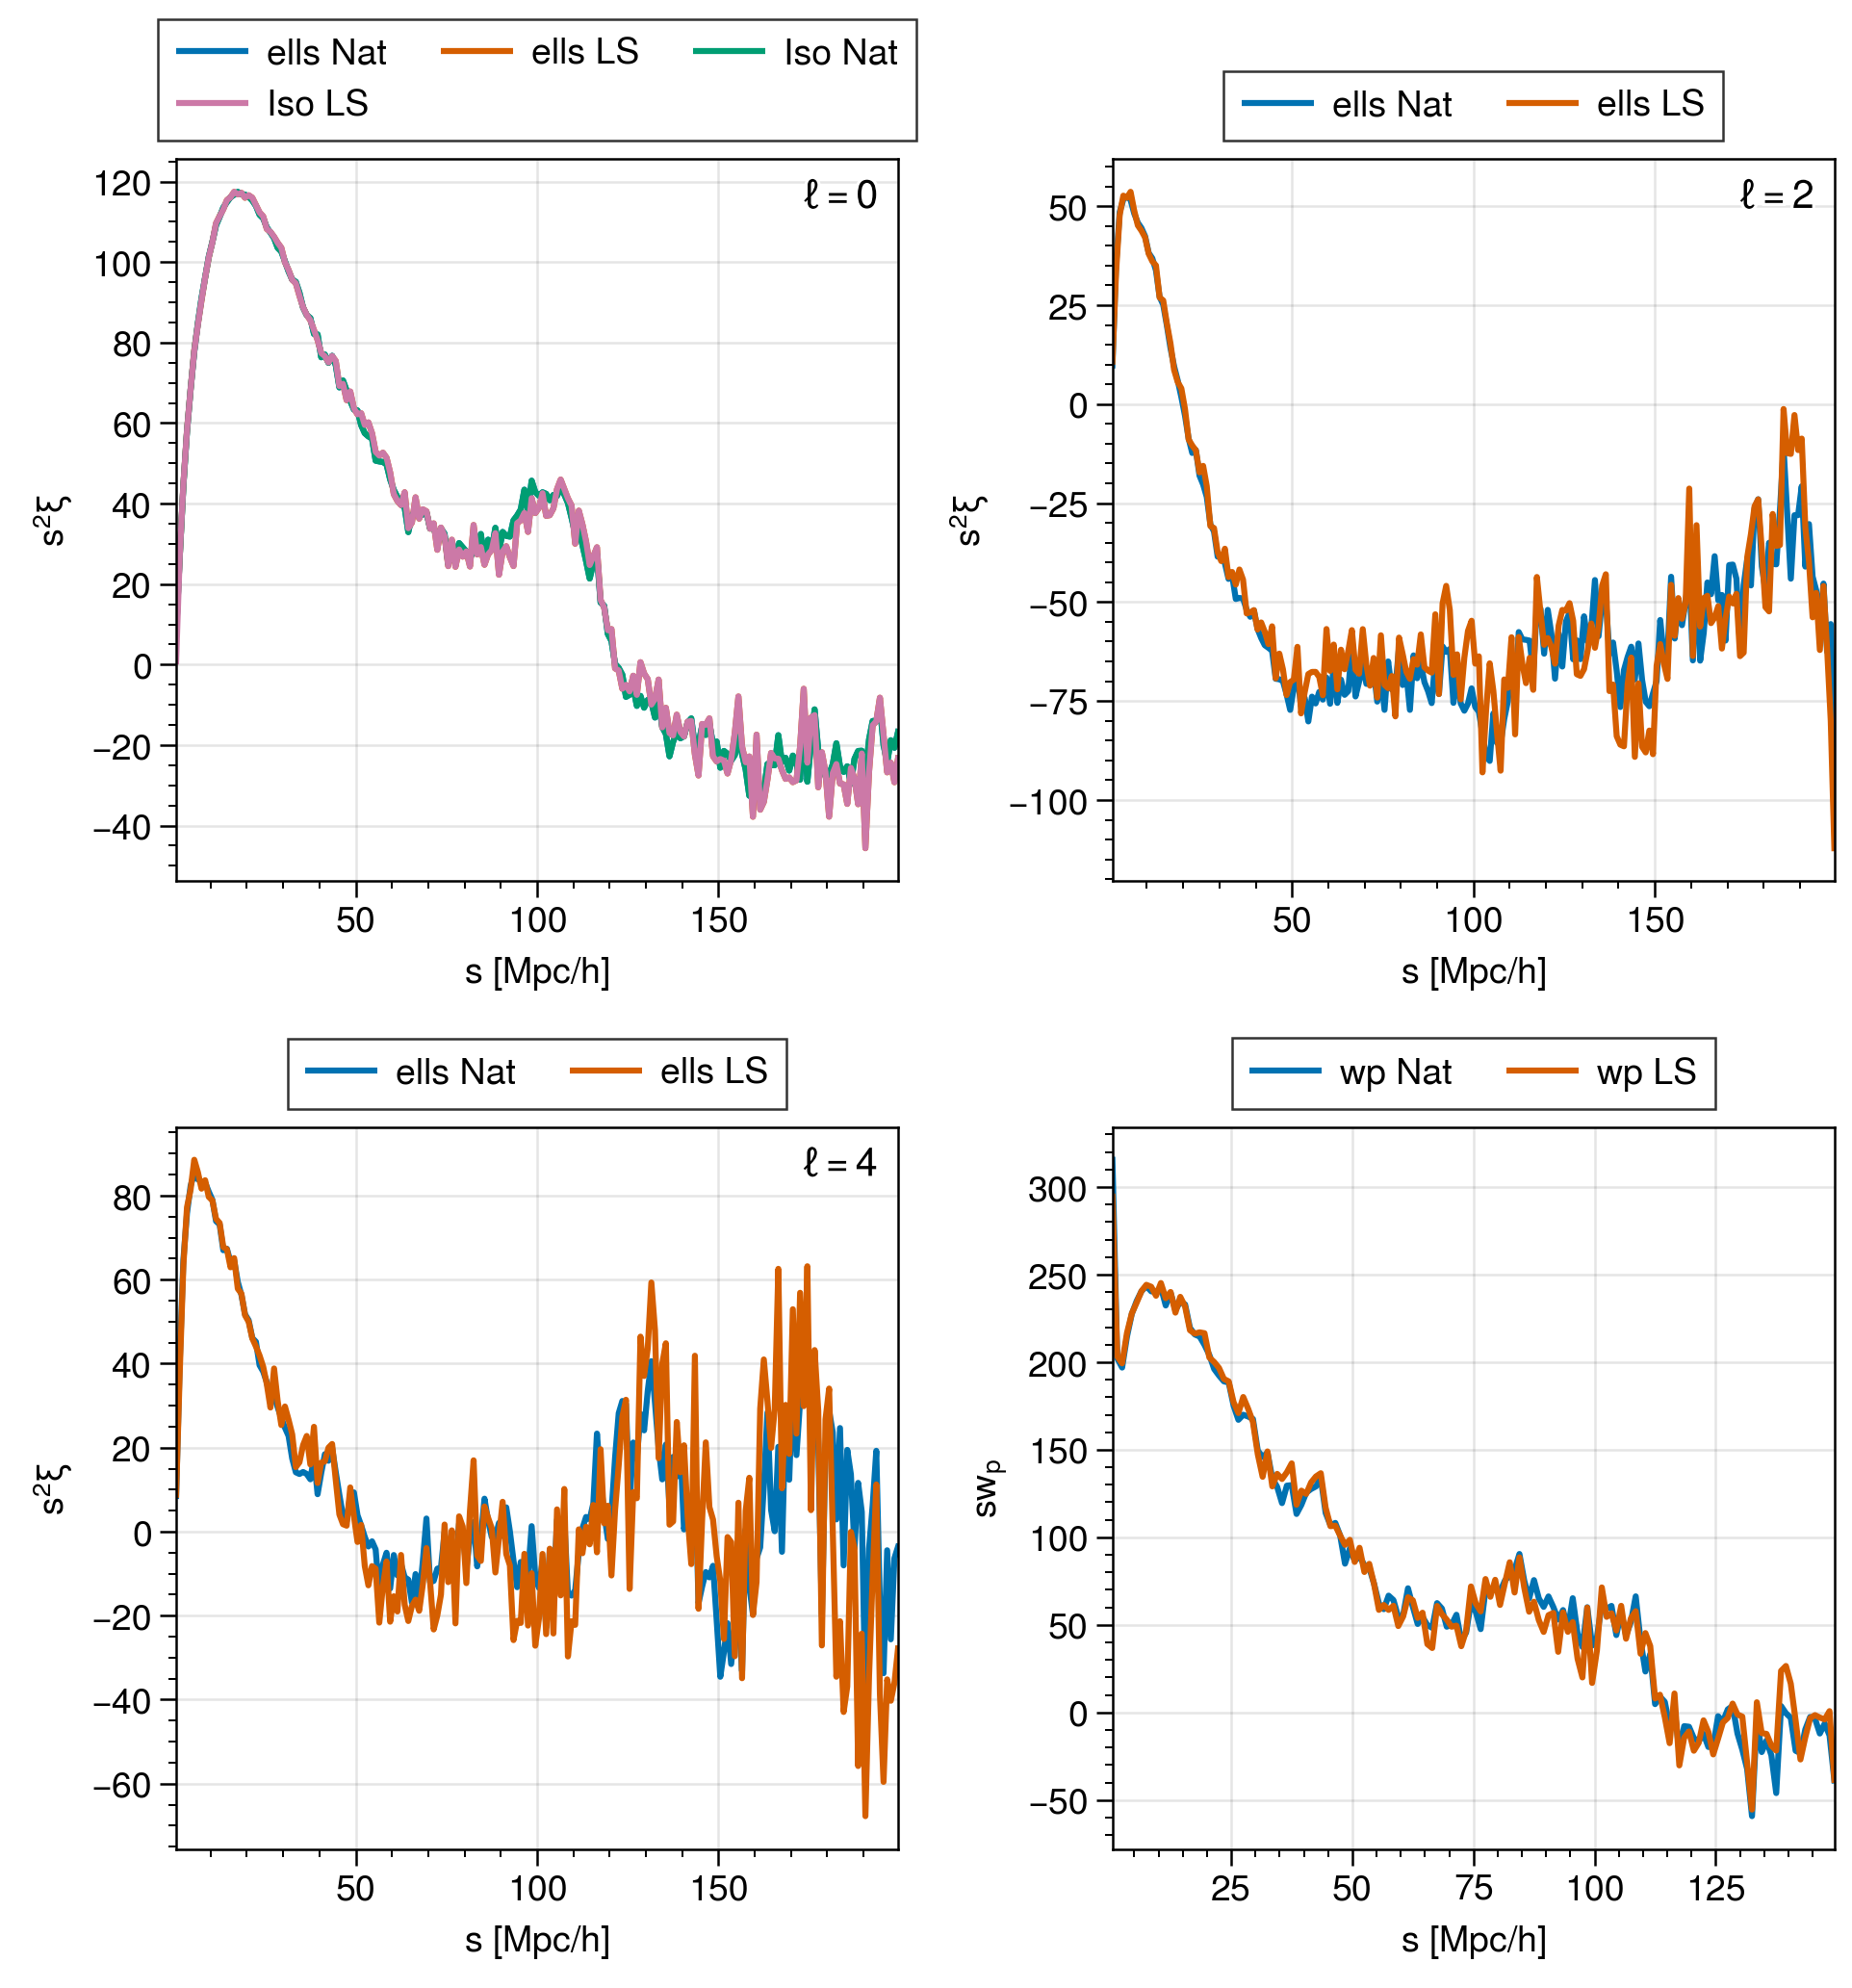 ells Nat ells LS Iso Nat
Iso LS
ℓ = 0
120
100
80
60
40
20
0
−20
−40
s²ξ
50 100 150
s [Mpc/h]
ells Nat ells LS
ℓ = 2
50
25
0
−25
−50
−75
−100
s²ξ
50 100 150
s [Mpc/h]
ells Nat ells LS
ℓ = 4
80
60
40
20
0
−20
−40
−60
s²ξ
50 100 150
s [Mpc/h]
wp Nat wp LS
300
250
200
150
100
50
0
−50
swₚ
25 50 75 100 125
s [Mpc/h]